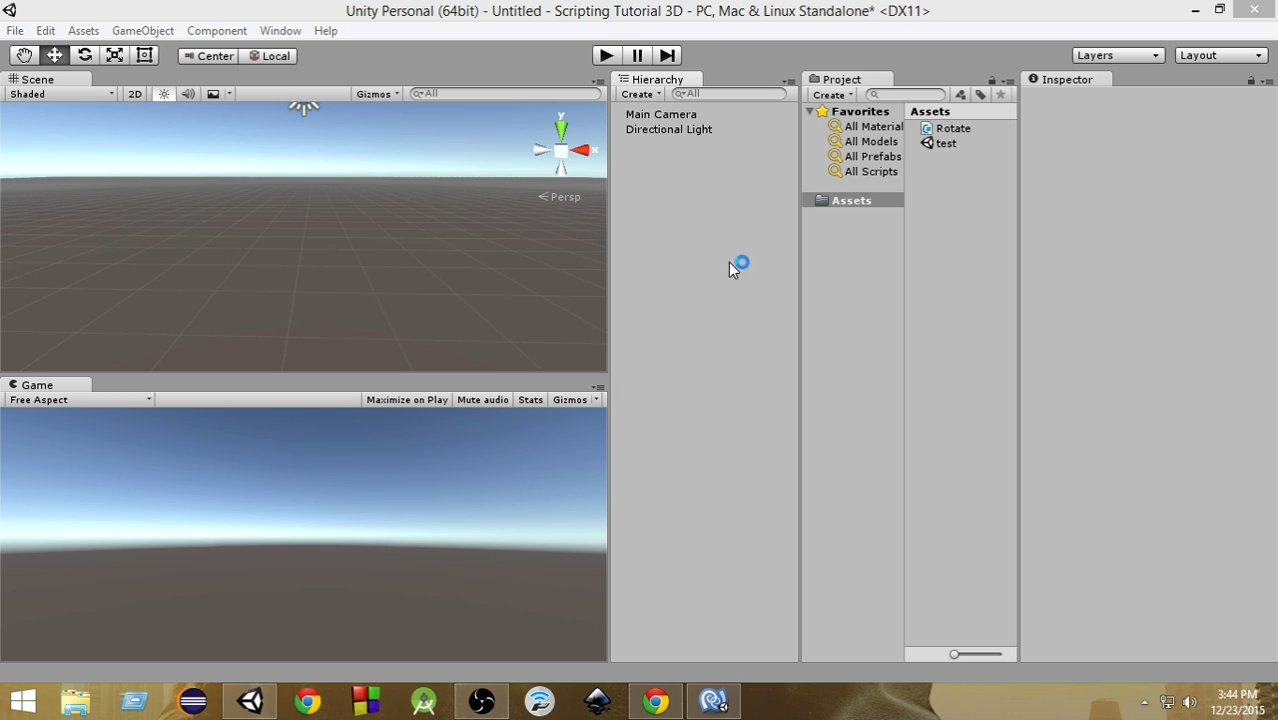 Unity Personal (64bit) - Untitled - Scripting Tutorial 3D - PC, Mac & Linux Standalone* <DX11>
File Edit Assets GameObject Component Window Help
Center Local Layers Layout
Scene
Shaded 2D Gizmos All
y
x
Persp
Game
Free Aspect Maximize on Play Mute audio Stats Gizmos
Hierarchy
Create All
Main Camera
Directional Light
Project
Create
Favorites
All Material
All Models
All Prefabs
All Scripts
Assets
Assets
Rotate
test
Inspector
3:44 PM
12/23/2015